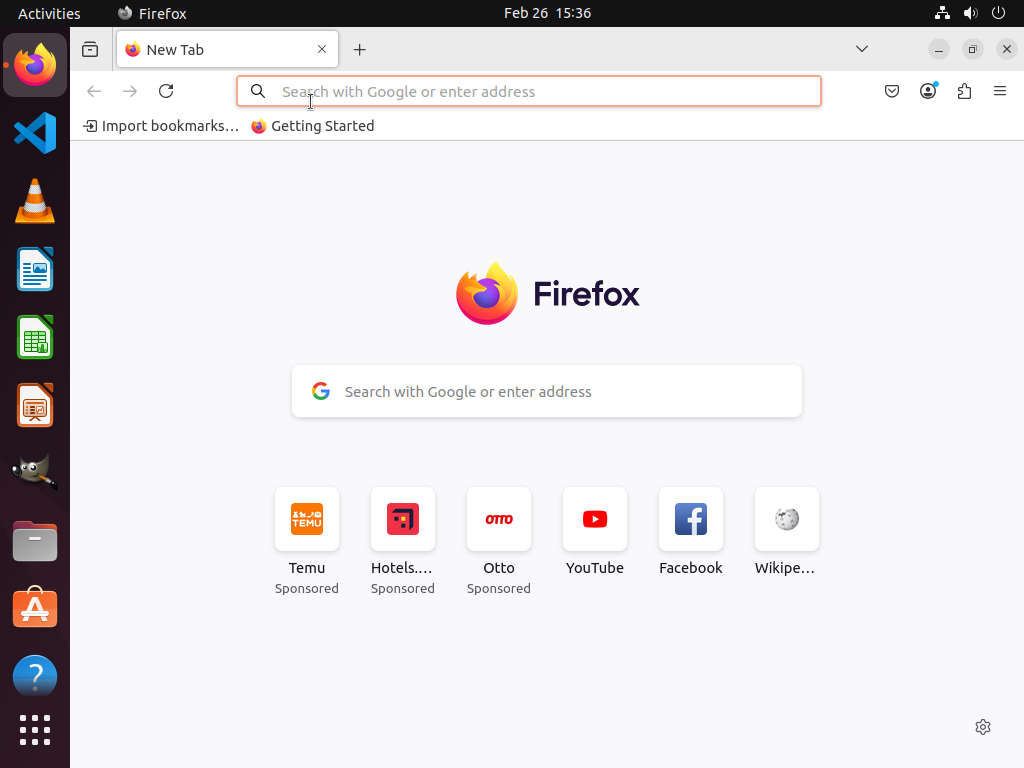 Activities
Firefox
Feb 26 15:36
New Tab
Search with Google or enter address
Import bookmarks…
Getting Started
Firefox
Search with Google or enter address
TEMU
OTTO
Temu
Hotels.…
Otto
YouTube
Facebook
Wikipe…
Sponsored
Sponsored
Sponsored